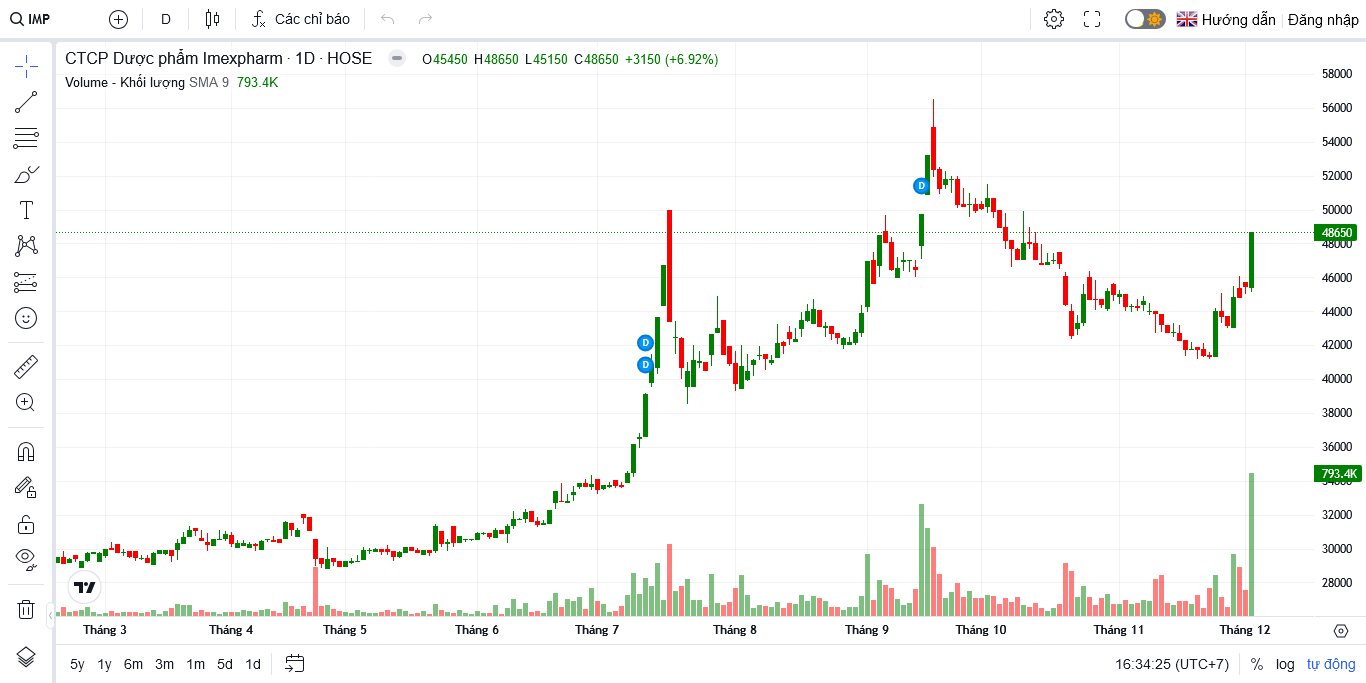 IMP
D
Các chỉ báo
Hướng dẫn
Đăng nhập
CTCP Dược phẩm Imexpharm · 1D · HOSE
O45450 H48650 L45150 C48650 +3150 (+6.92%)
Volume - Khối lượng SMA 9 793.4K
58000
56000
54000
52000
50000
48650
48000
46000
44000
42000
40000
38000
36000
793.4K
34000
32000
30000
28000
D
D
D
Tháng 3
Tháng 4
Tháng 5
Tháng 6
Tháng 7
Tháng 8
Tháng 9
Tháng 10
Tháng 11
Tháng 12
5y 1y 6m 3m 1m 5d 1d
16:34:25 (UTC+7)
% log tự động